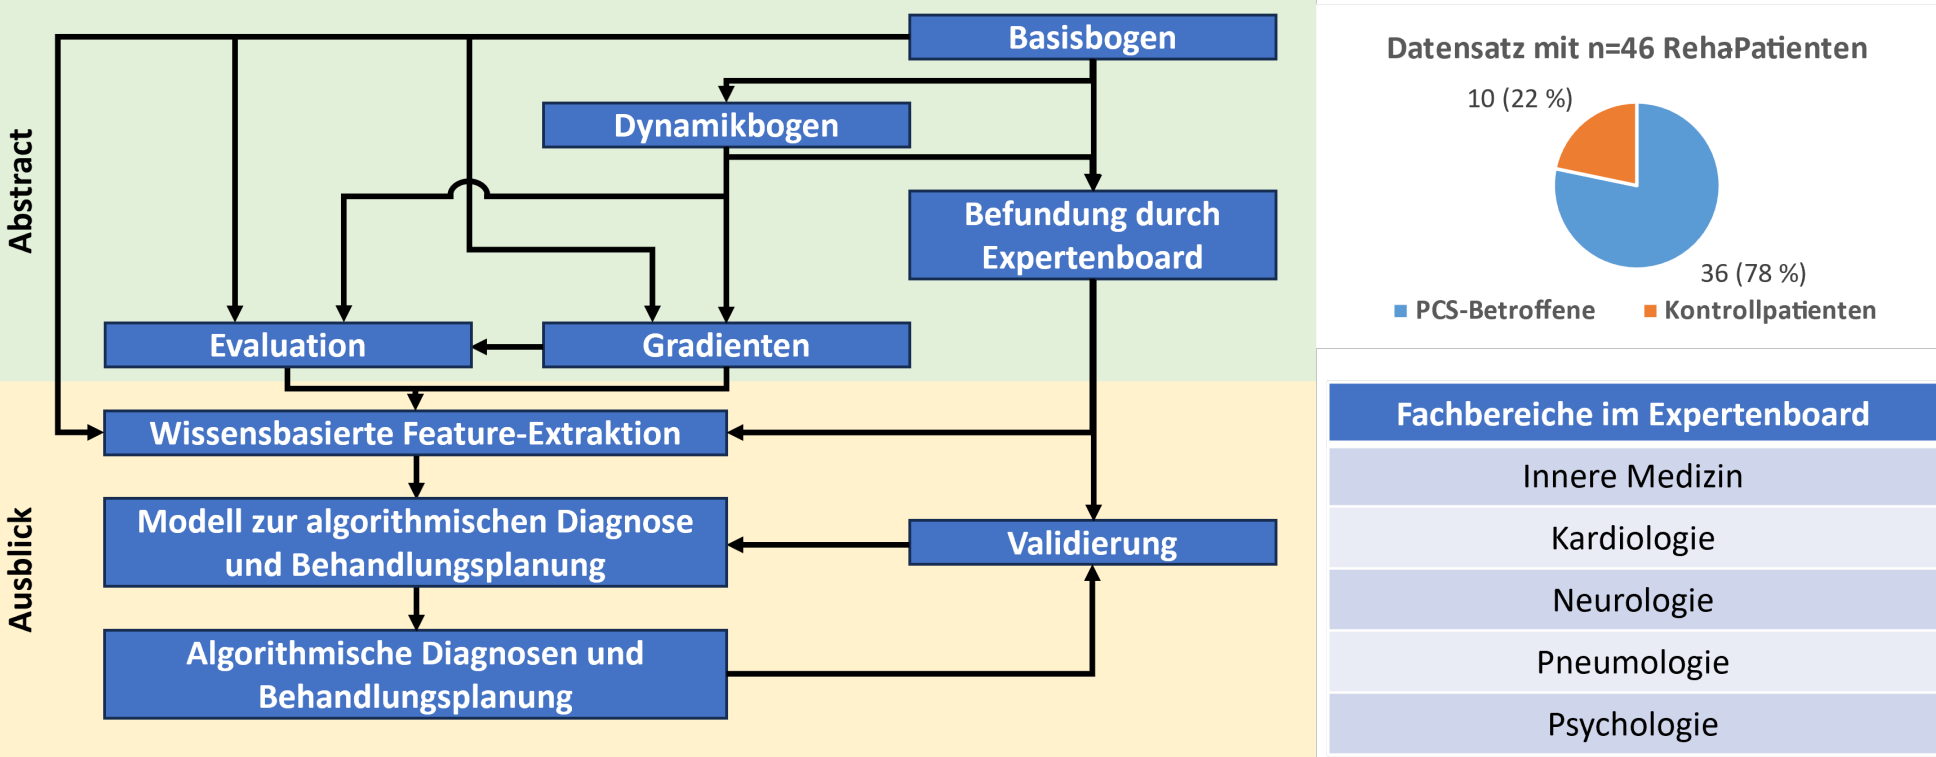 Abstract
Basisbogen
Dynamikbogen
Befundung durch
Expertenboard
Evaluation
Gradienten
Ausblick
Wissensbasierte Feature-Extraktion
Modell zur algorithmischen Diagnose
und Behandlungsplanung
Validierung
Algorithmische Diagnosen und
Behandlungsplanung
Datensatz mit n=46 Reha-Patienten
10 (22 %)
36 (78 %)
PCS-Betroffene
Kontrollpatienten
Fachbereiche im Expertenboard
Innere Medizin
Kardiologie
Neurologie
Pneumologie
Psychologie